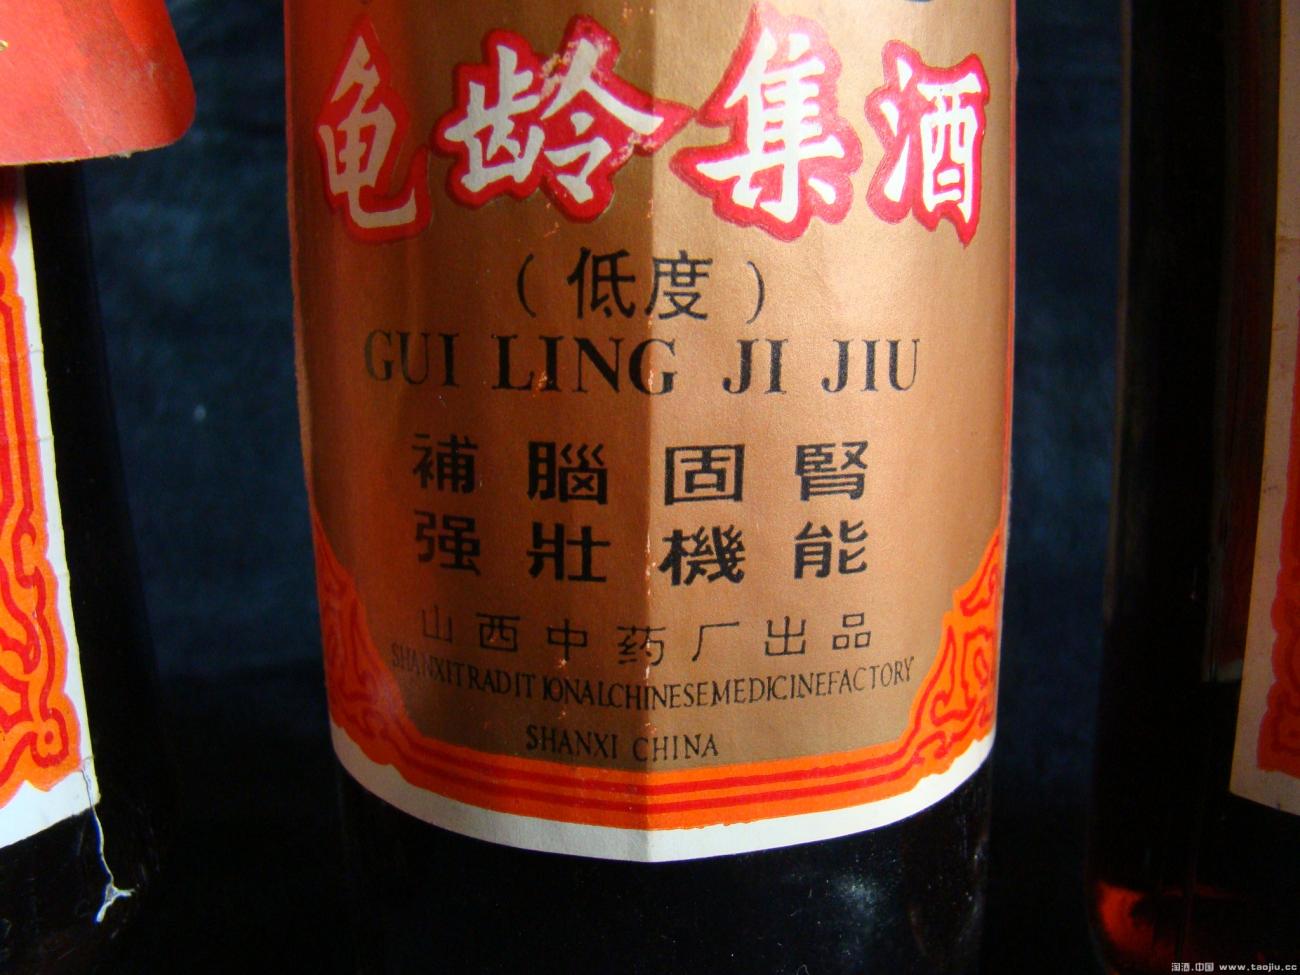 龟龄集酒
（低度）
GUI LING JI JIU
補腦固腎
强壯機能
山西中药厂出品
SHANXITRADITIONALCHINESEMEDICINEFACTORY
SHANXI CHINA
淘酒.中国 www.taojiu.cc